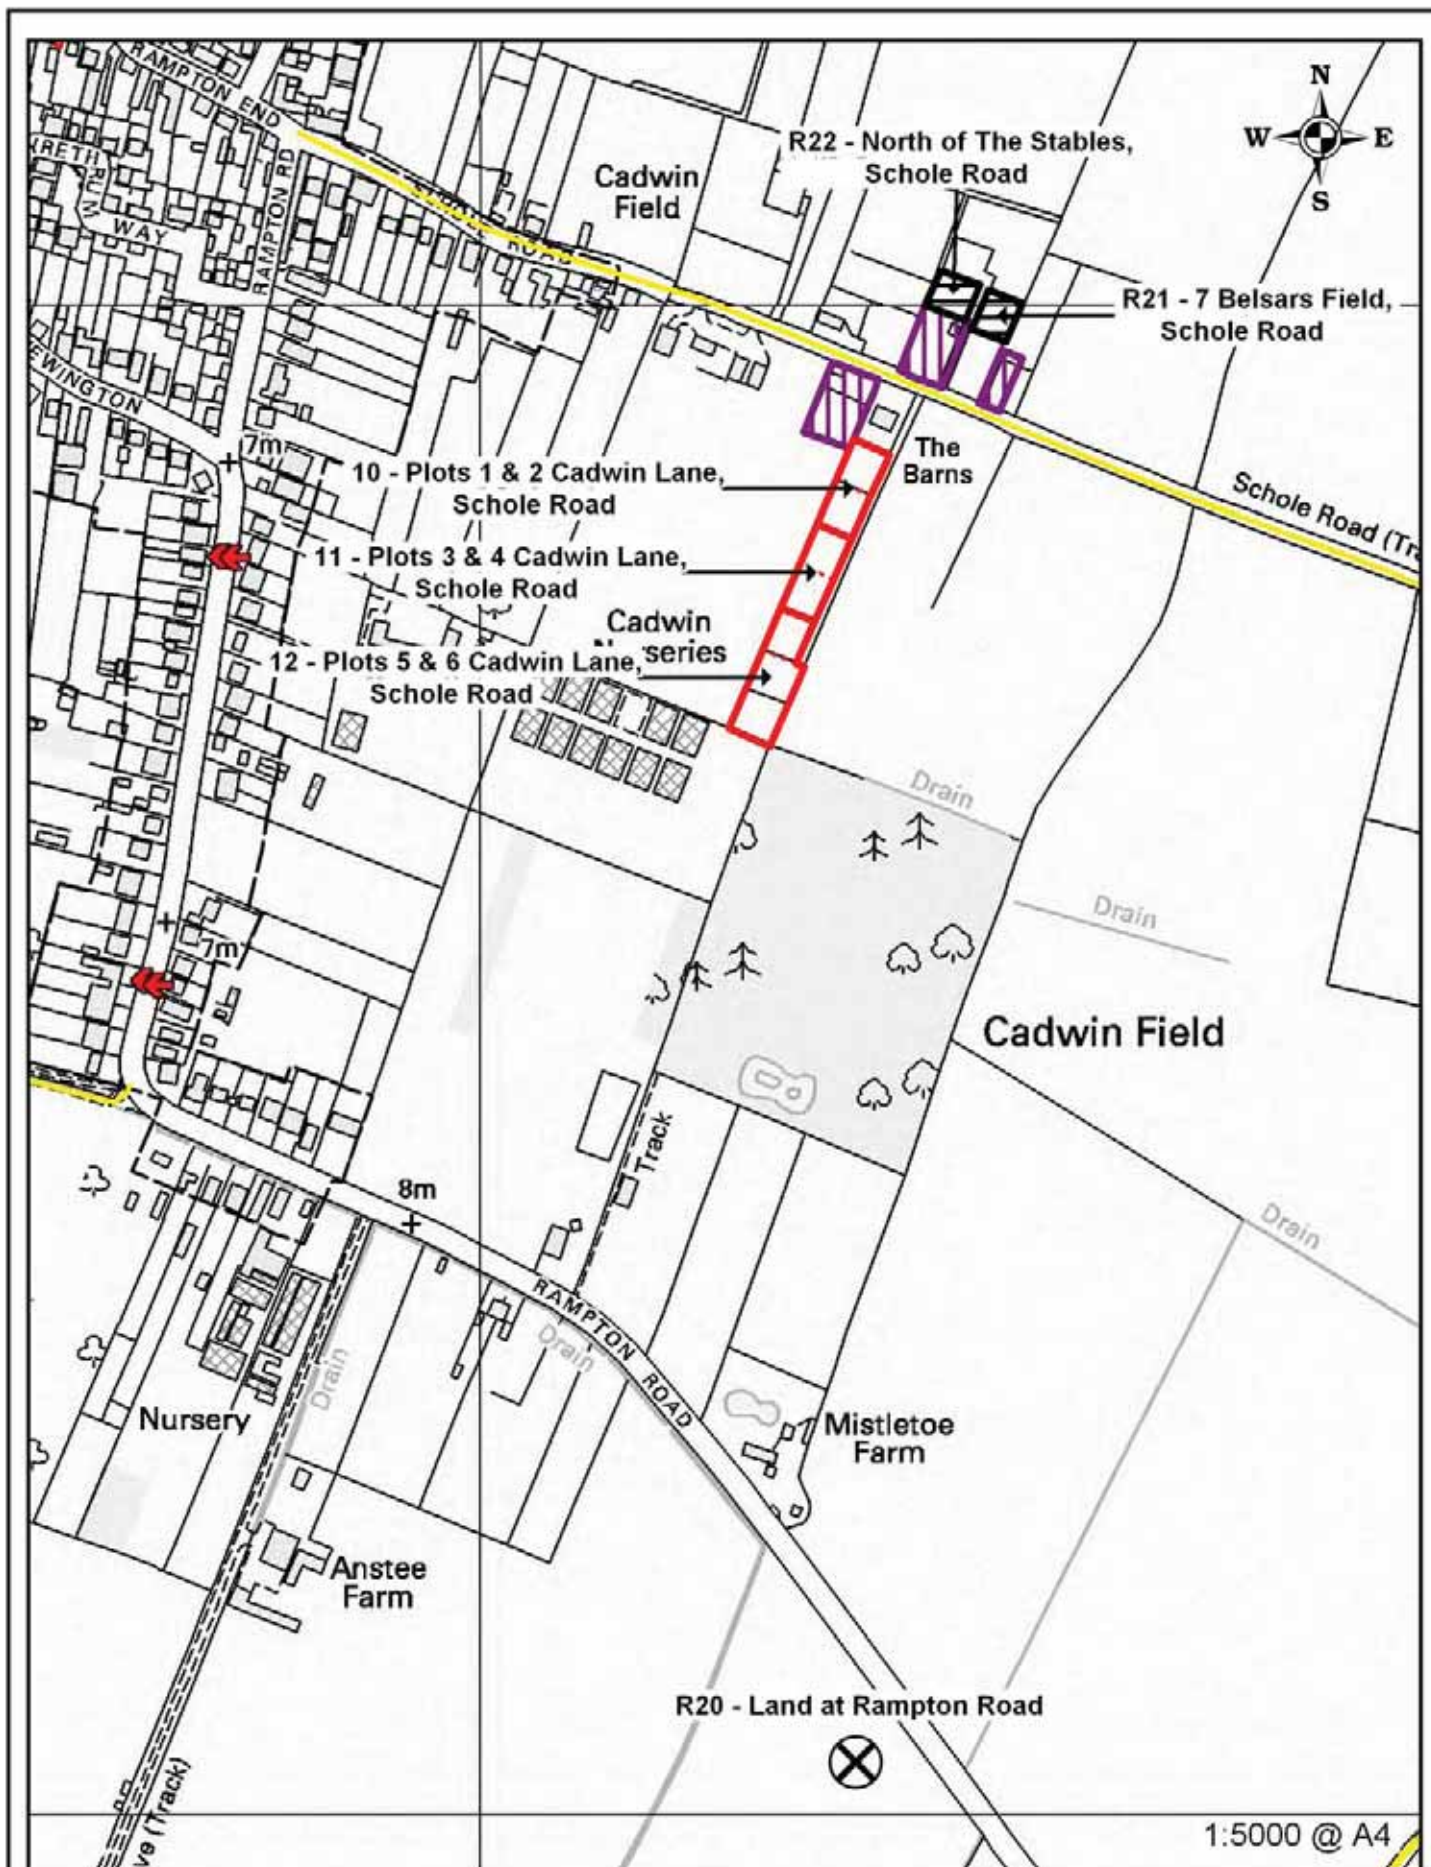 RAMPTON END
N
W E
S
R22 - North of The Stables,
Schole Road
WAY
RAMPTON RD
Cadwin
Field
R21 - 7 Belsars Field,
Schole Road
EWINGTON
7m
The
Barns
10 - Plots 1 & 2 Cadwin Lane,
Schole Road
Schole Road (Tra
11 - Plots 3 & 4 Cadwin Lane,
Schole Road
Cadwin
series
12 - Plots 5 & 6 Cadwin Lane,
Schole Road
Drain
Drain
7m
Cadwin Field
Track
8m
Drain
RAMPTON ROAD
Drain
Drain
Nursery
Mistletoe
Farm
Anstee
Farm
R20 - Land at Rampton Road
ve (Track)
1:5000 @ A4